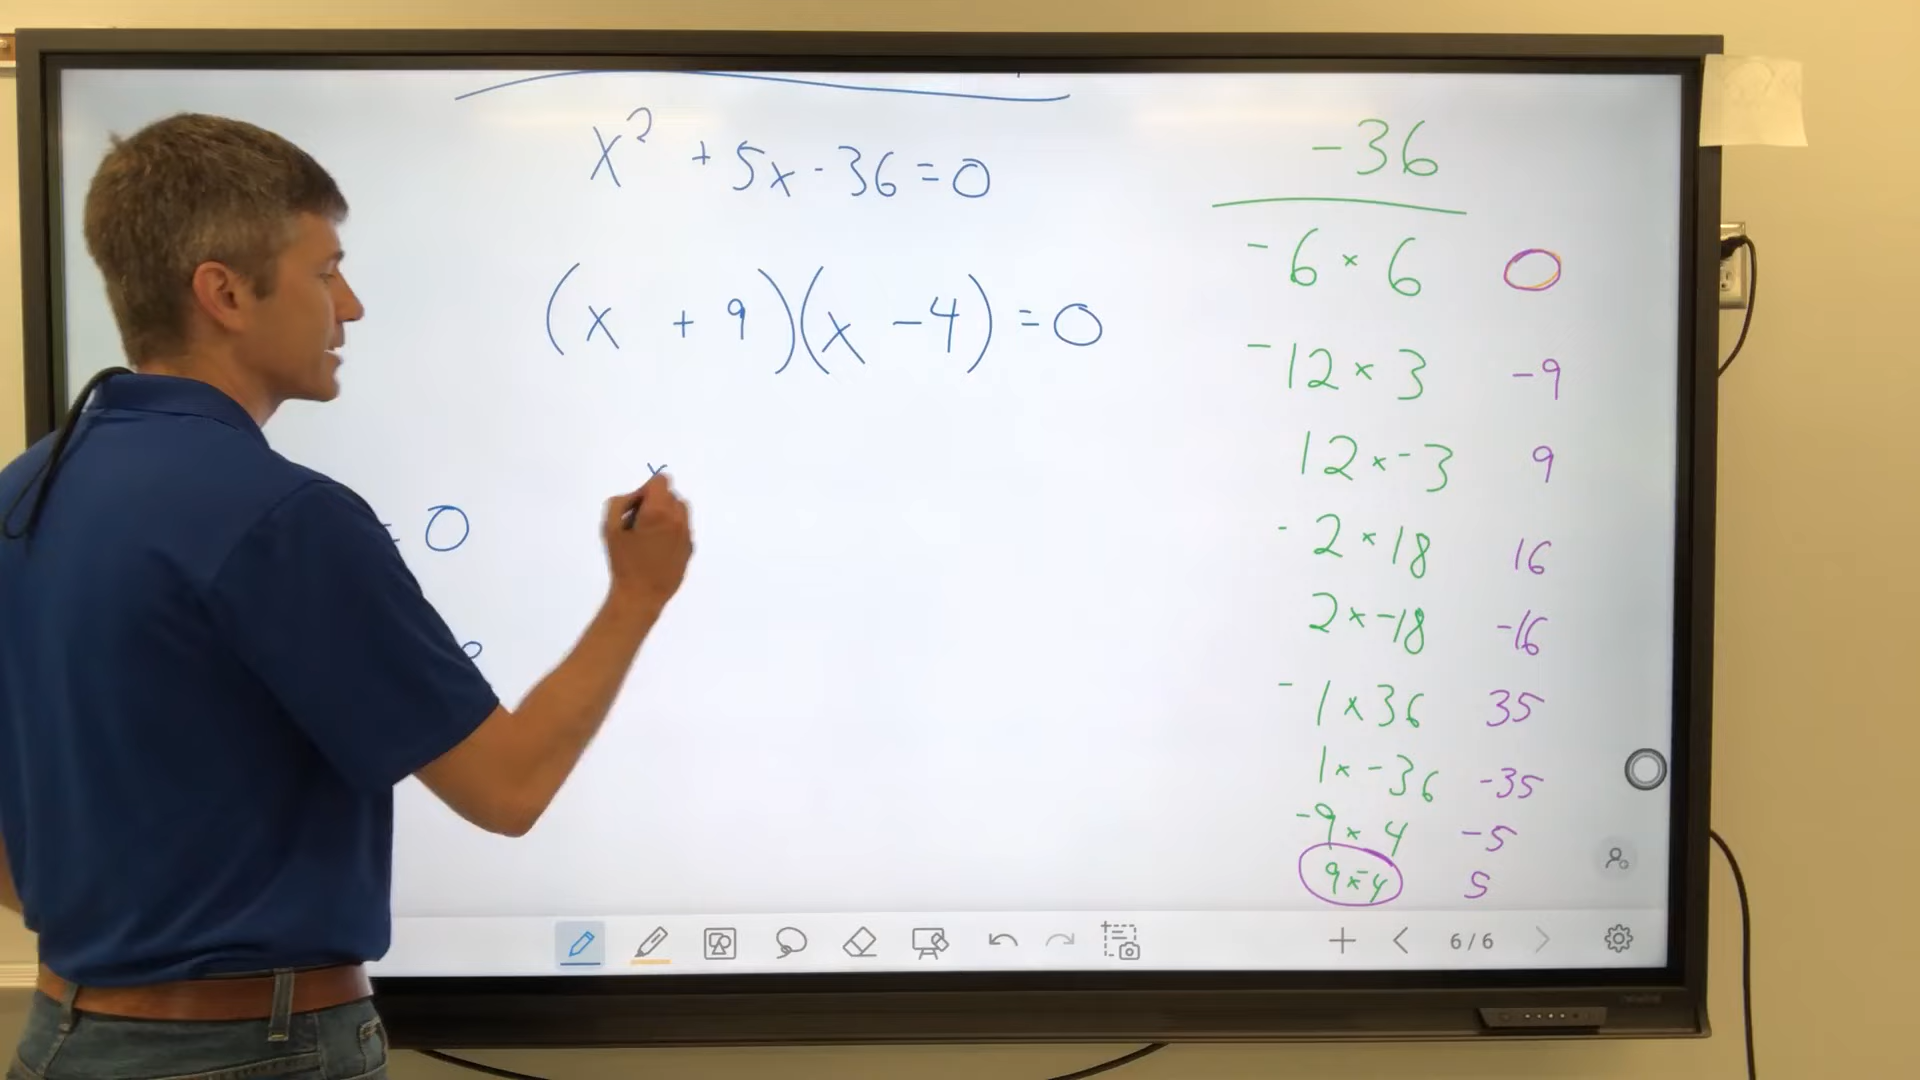 x² + 5x - 36 = 0
(x + 9)(x - 4) = 0
x
= 0
-36
-6 × 6 0
-12 × 3 -9
12 × -3 9
-2 × 18 16
2 × -18 -16
-1 × 36 35
1 × -36 -35
-9 × 4 -5
9 × -4 5
6/6